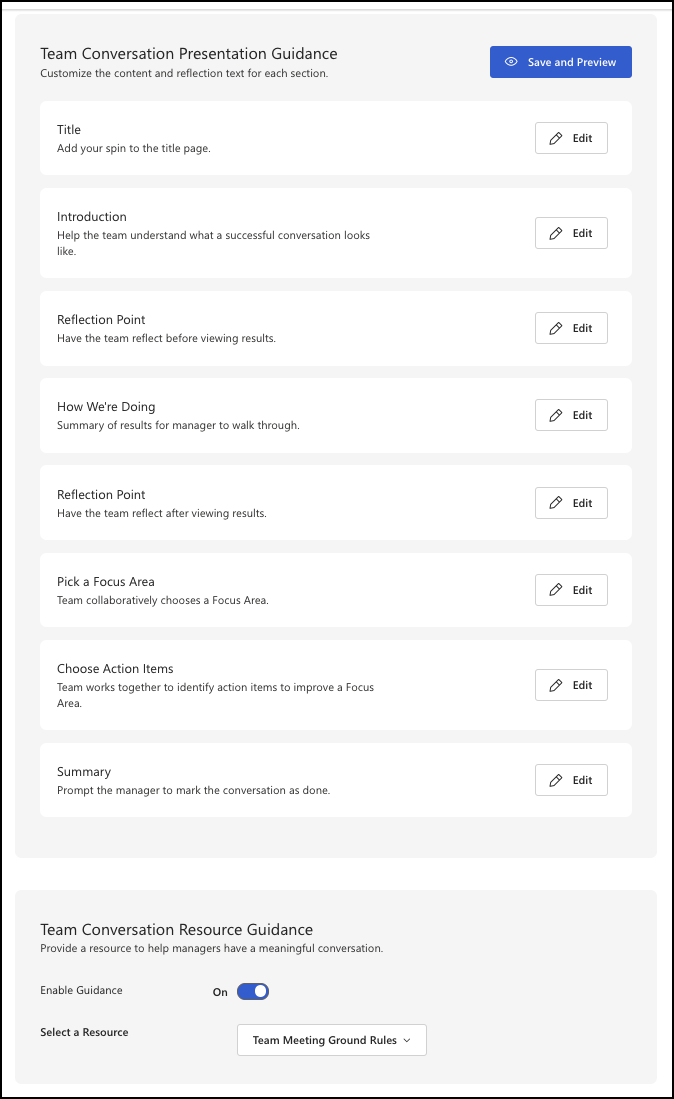 Team Conversation Presentation Guidance
Customize the content and reflection text for each section.
Save and Preview
Title
Add your spin to the title page.
Edit
Introduction
Help the team understand what a successful conversation looks
like.
Edit
Reflection Point
Have the team reflect before viewing results.
Edit
How We're Doing
Summary of results for manager to walk through.
Edit
Reflection Point
Have the team reflect after viewing results.
Edit
Pick a Focus Area
Team collaboratively chooses a Focus Area.
Edit
Choose Action Items
Team works together to identify action items to improve a Focus
Area.
Edit
Summary
Prompt the manager to mark the conversation as done.
Edit
Team Conversation Resource Guidance
Provide a resource to help managers have a meaningful conversation.
Enable Guidance
On
Select a Resource
Team Meeting Ground Rules